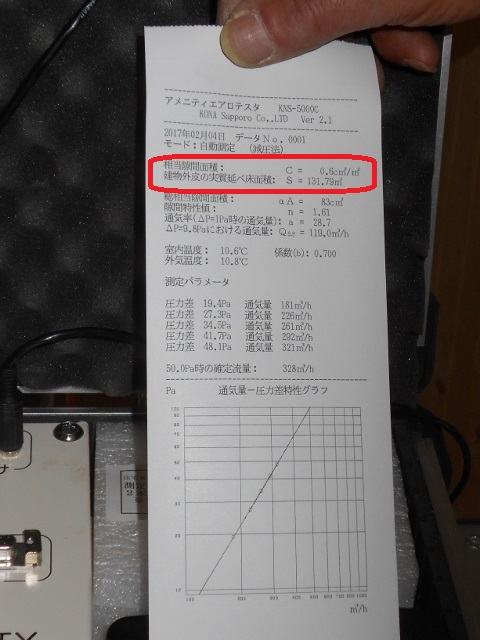 アメニティエアロテスタ KNS-5000C
KONA Sapporo Co,.LTD Ver 2.1
2017年02月04日 データNo. 0001
モード：自動測定 （減圧法）
相当隙間面積： C = 0.6c㎡/㎡
建物外皮の実質延べ床面積： S = 131.79㎡
総相当隙間面積： αA = 83c㎡
隙間特性値： n = 1.61
通気率(ΔP=1Pa時の通気量): a = 28.7
ΔP=9.8Paにおける通気量: Q9.8 = 119.0㎥/h
室内温度： 10.6℃ 係数(b): 0.700
外気温度： 10.8℃
測定パラメータ
圧力差 19.4Pa 通気量 181㎥/h
圧力差 27.3Pa 通気量 226㎥/h
圧力差 34.5Pa 通気量 261㎥/h
圧力差 41.7Pa 通気量 292㎥/h
圧力差 48.1Pa 通気量 321㎥/h
50.0Pa時の確定流量： 328㎥/h
Pa 通気量－圧力差特性グラフ
㎥/h